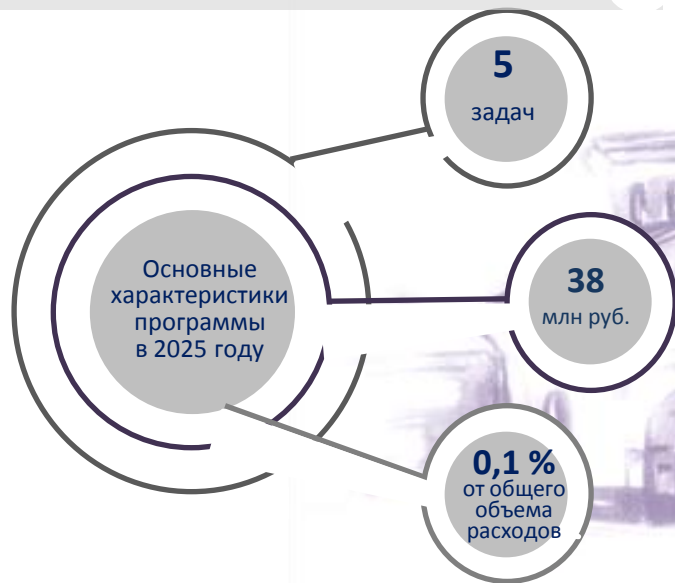 5
задач
Основные
характеристики
программы
в 2025 году
38
млн руб.
0,1 %
от общего
объема
расходов